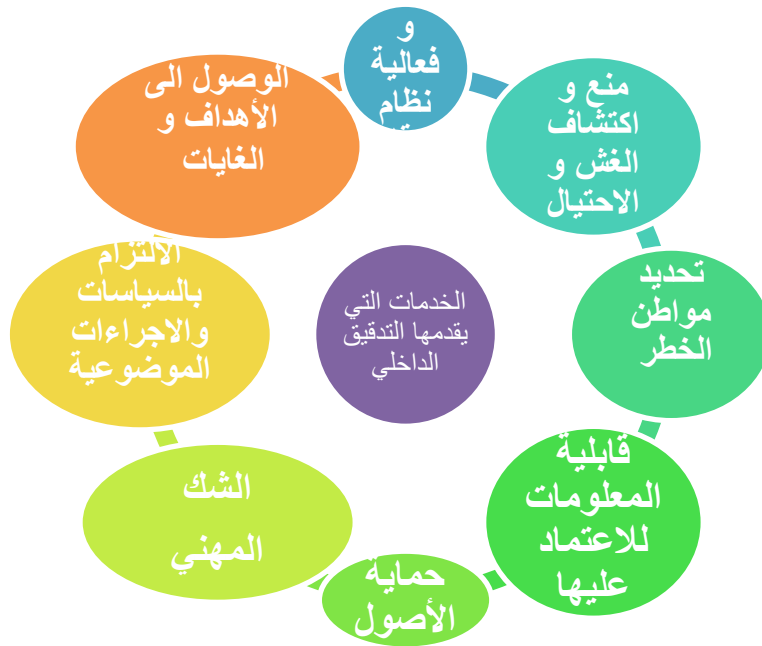 و
فعالية
نظام
منع و
اكتشاف
الغش و
الاحتيال
تحديد
مواطن
الخطر
قابلية
المعلومات
للاعتماد
عليها
حماية
الأصول
الشك
المهني
الالتزام
بالسياسات
والاجراءات
الموضوعية
الوصول الى
الأهداف و
الغايات
الخدمات التي
يقدمها التدقيق
الداخلي